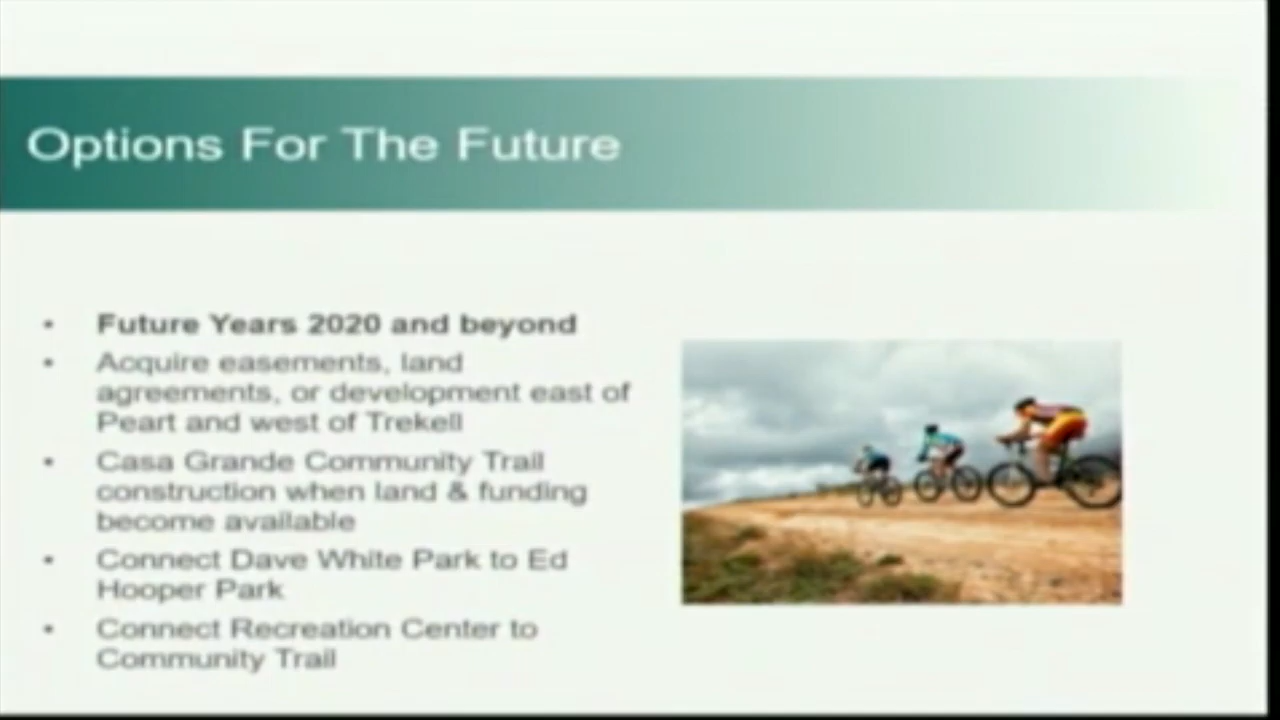 Options For The Future
• Future Years 2020 and beyond
• Acquire easements, land
agreements, or development east of
Peart and west of Trekell
• Casa Grande Community Trail
construction when land & funding
become available
• Connect Dave White Park to Ed
Hooper Park
• Connect Recreation Center to
Community Trail